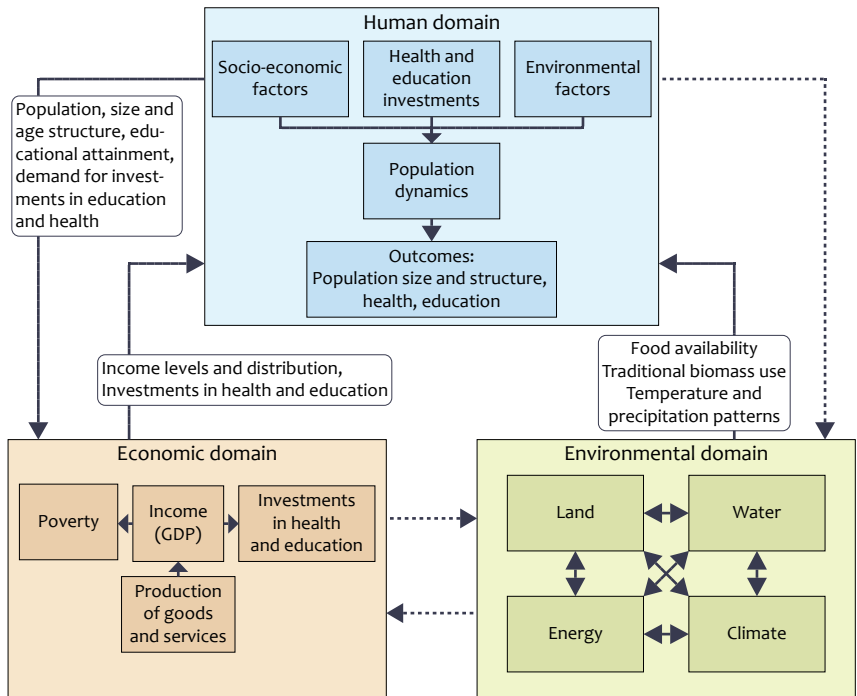 Human domain
Socio-economic
factors
Health and
education
investments
Environmental
factors
Population
dynamics
Outcomes:
Population size and structure,
health, education
Population, size and
age structure, edu-
cational attainment,
demand for invest-
ments in education
and health
Income levels and distribution,
Investments in health and education
Food availability
Traditional biomass use
Temperature and
precipitation patterns
Economic domain
Poverty
Income
(GDP)
Investments
in health
and education
Production
of goods
and services
Environmental domain
Land
Water
Energy
Climate